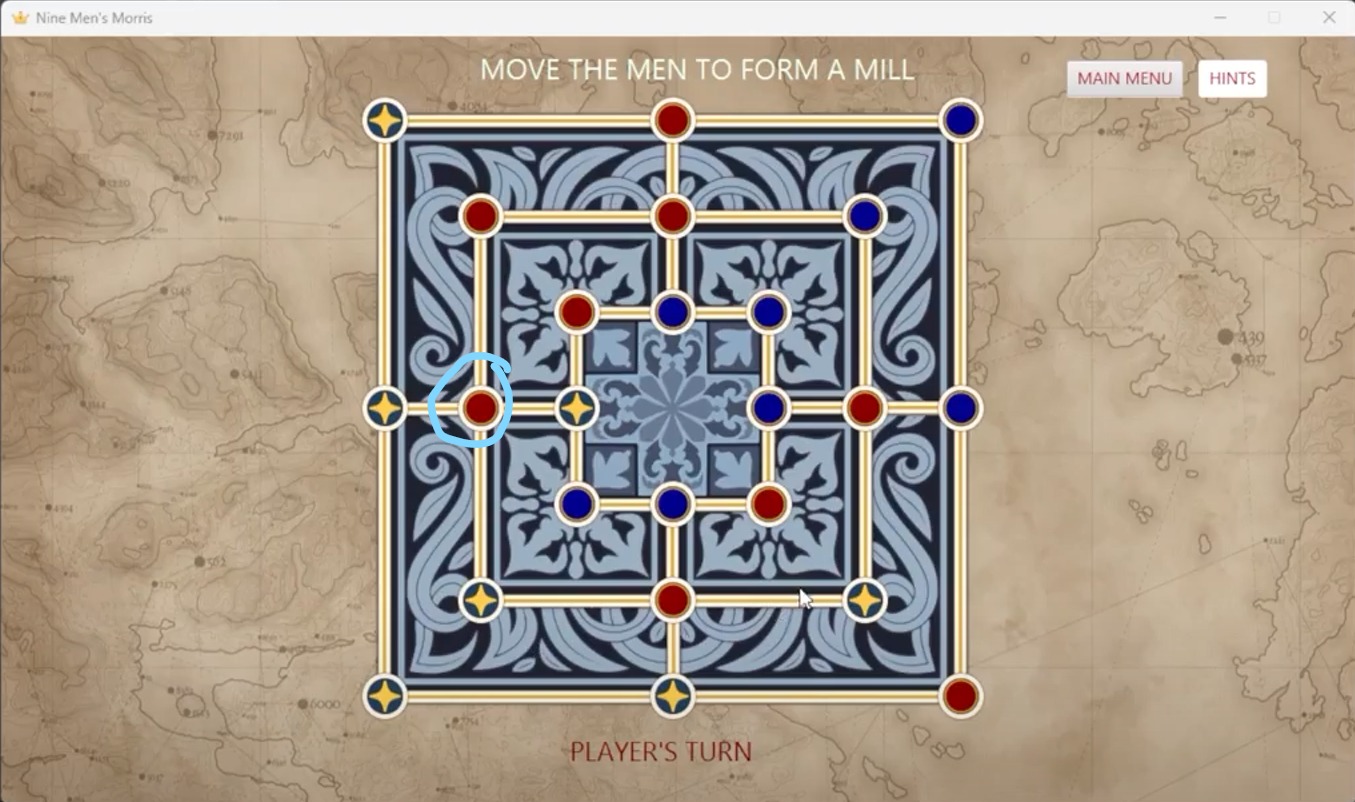 Nine Men's Morris
MOVE THE MEN TO FORM A MILL
MAIN MENU
HINTS
PLAYER'S TURN